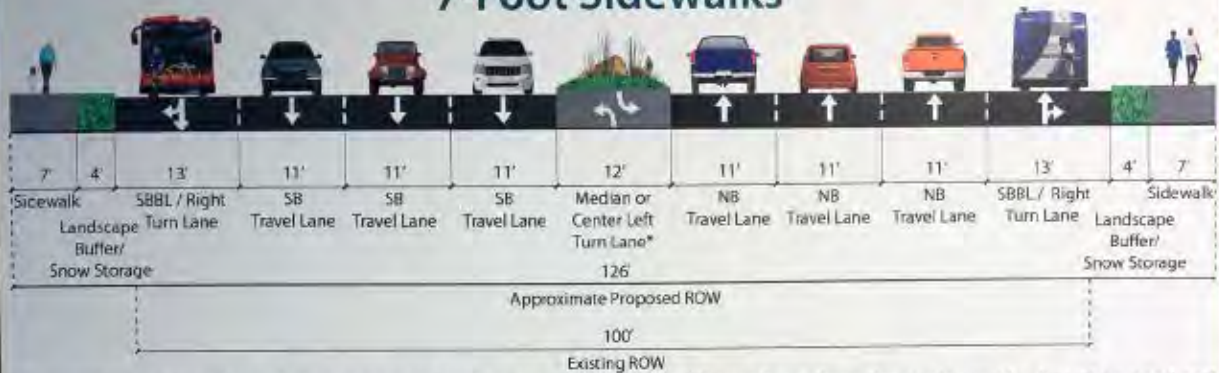 7-Foot Sidewalks
7' 4' 13' 11' 11' 11' 12' 11' 11' 11' 13' 4' 7'
Sidewalk
Landscape Buffer/ Snow Storage
SBBL / Right Turn Lane
SB Travel Lane
SB Travel Lane
SB Travel Lane
Median or Center Left Turn Lane*
NB Travel Lane
NB Travel Lane
NB Travel Lane
SBBL / Right Turn Lane
Landscape Buffer/ Snow Storage
Sidewalk
126'
Approximate Proposed ROW
100'
Existing ROW